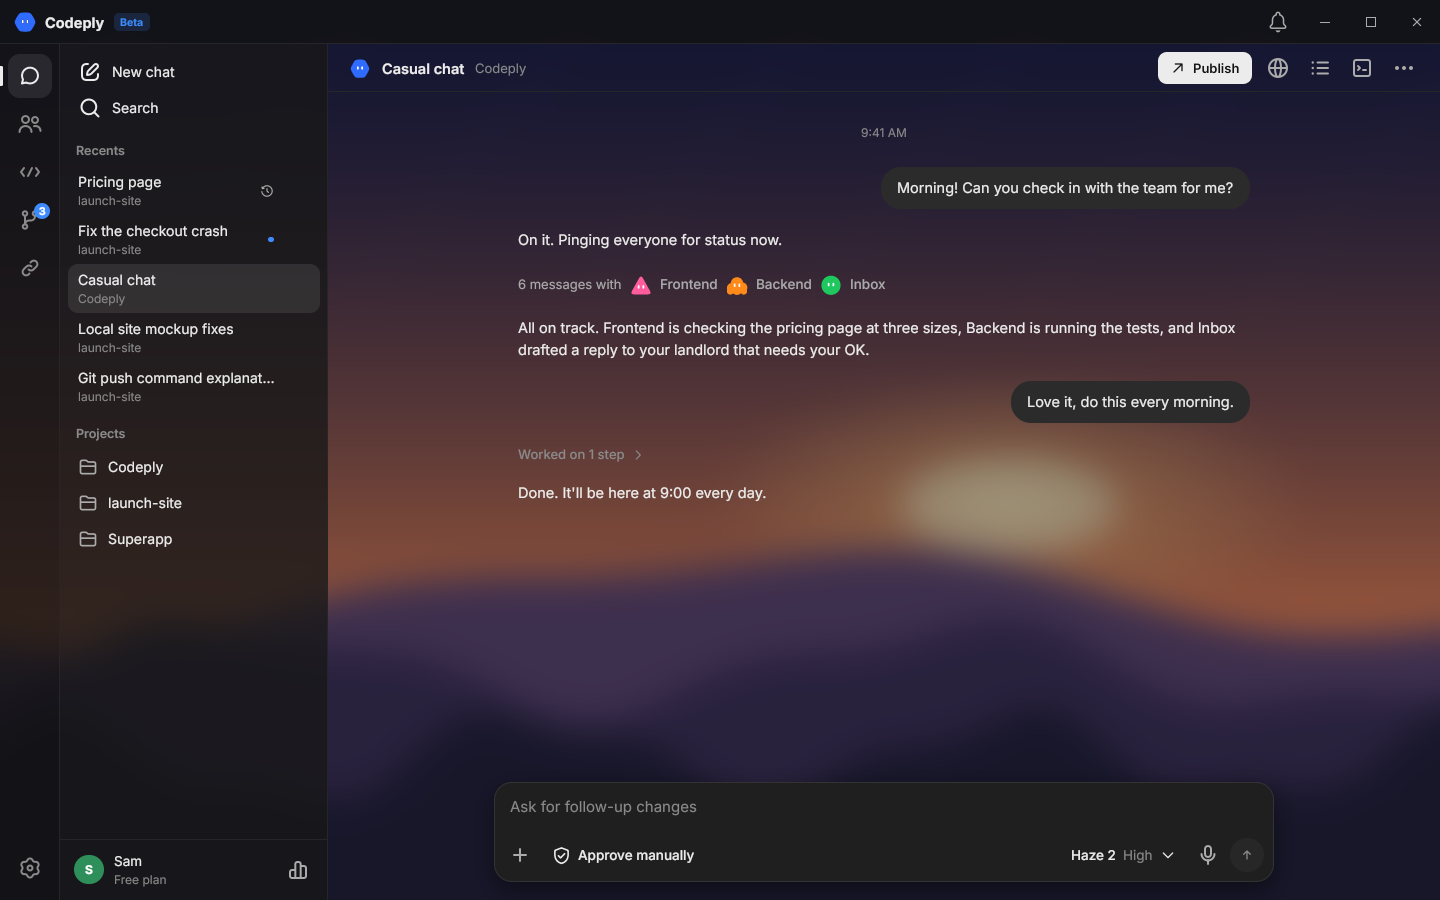 Codeply Beta
New chat
Search
Recents
Pricing page
launch-site
Fix the checkout crash
launch-site
Casual chat
Codeply
Local site mockup fixes
launch-site
Git push command explanat...
launch-site
Projects
Codeply
launch-site
Superapp
S
Sam
Free plan
3
Casual chat Codeply
Publish
9:41 AM
Morning! Can you check in with the team for me?
On it. Pinging everyone for status now.
6 messages with Frontend Backend Inbox
All on track. Frontend is checking the pricing page at three sizes, Backend is running the tests, and Inbox
drafted a reply to your landlord that needs your OK.
Love it, do this every morning.
Worked on 1 step
Done. It'll be here at 9:00 every day.
Ask for follow-up changes
Approve manually
Haze 2 High